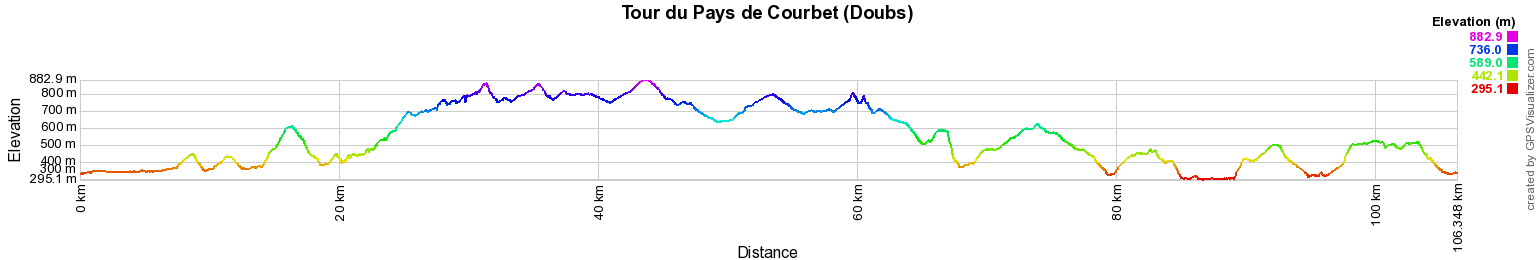 Tour du Pays de Courbet (Doubs)
Elevation (m)
882.9
736.0
589.0
442.1
295.1
created by GPSVisualizer.com
Elevation
882.9 m
800 m
700 m
600 m
500 m
400 m
300 m
295.1 m
0 km
20 km
40 km
60 km
80 km
100 km
106.348 km
Distance